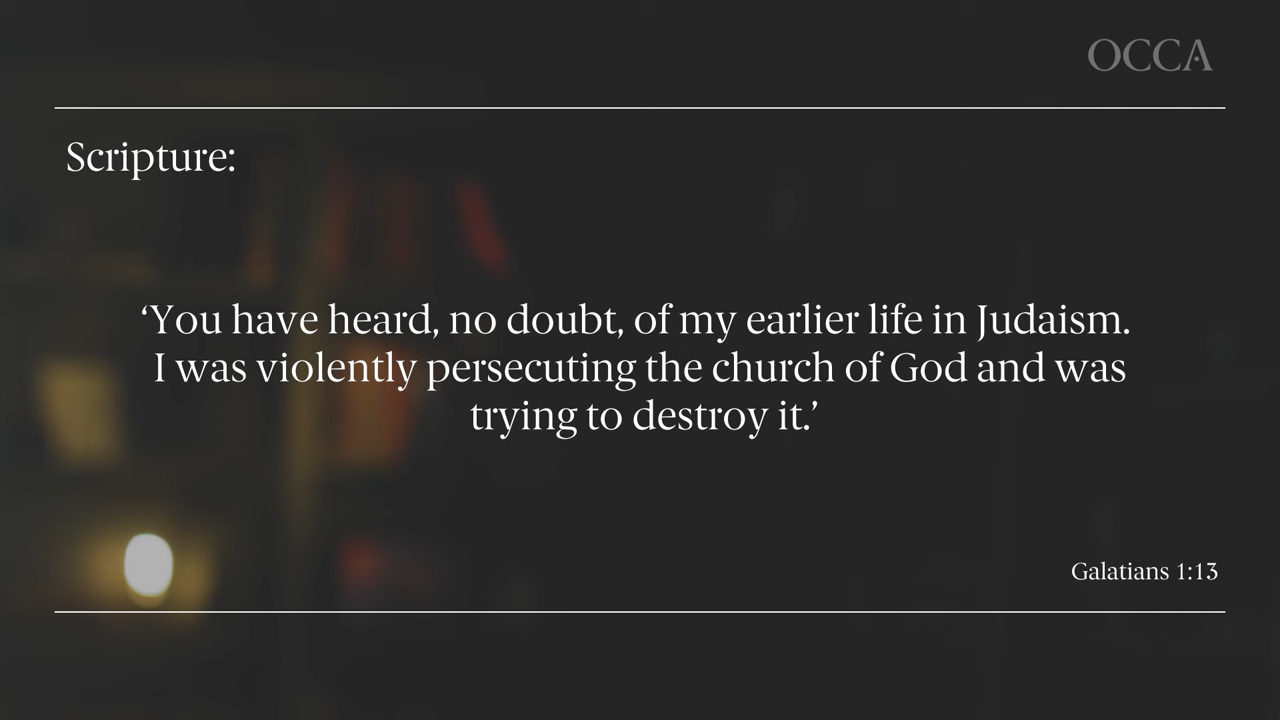 OCCA
Scripture:
‘You have heard, no doubt, of my earlier life in Judaism.
I was violently persecuting the church of God and was
trying to destroy it.’
Galatians 1:13